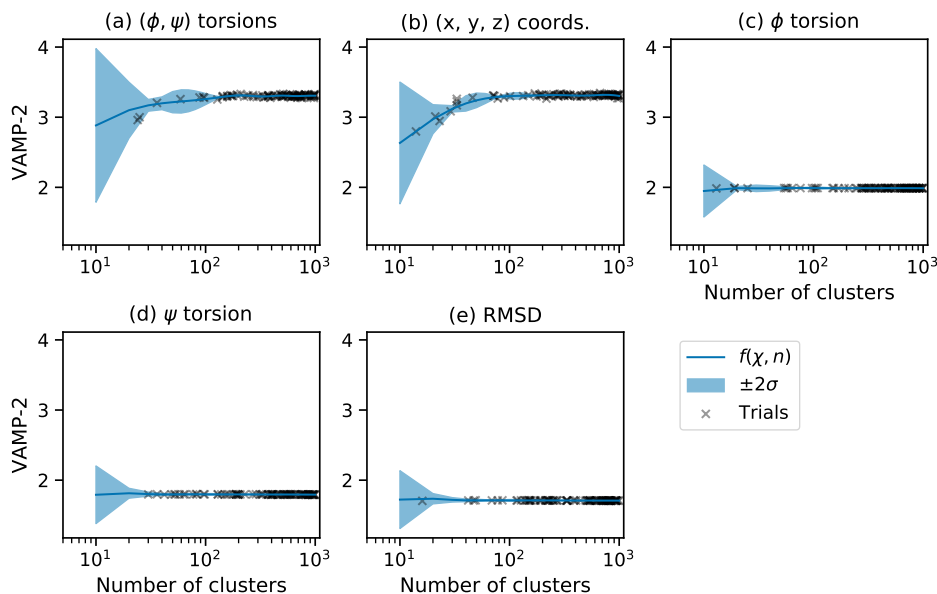 (a) (ϕ, ψ) torsions
(b) (x, y, z) coords.
(c) ϕ torsion
VAMP-2
4
3
2
10¹
10²
10³
10¹
10²
10³
4
3
2
10¹
10²
10³
Number of clusters
(d) ψ torsion
(e) RMSD
VAMP-2
4
3
2
10¹
10²
10³
Number of clusters
4
3
2
10¹
10²
10³
Number of clusters
f(χ, n)
±2σ
Trials